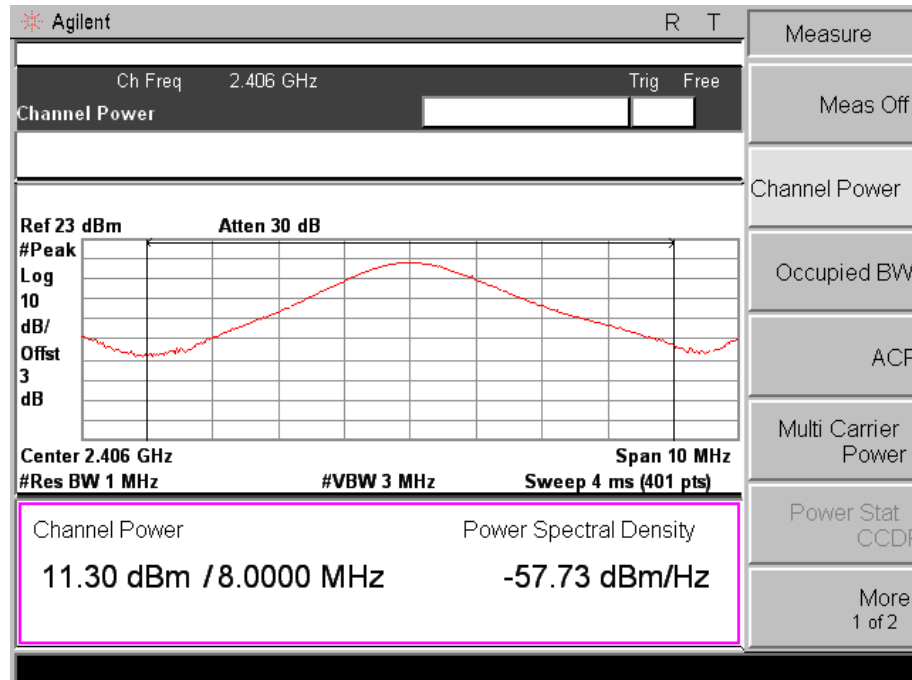 Agilent
R T
Ch Freq 2.406 GHz Trig Free
Channel Power
Ref 23 dBm Atten 30 dB
#Peak
Log
10
dB/
Offst
3
dB
Center 2.406 GHz Span 10 MHz
#Res BW 1 MHz #VBW 3 MHz Sweep 4 ms (401 pts)
Channel Power Power Spectral Density
11.30 dBm / 8.0000 MHz -57.73 dBm/Hz
Measure
Meas Off
Channel Power
Occupied BW
ACP
Multi Carrier
Power
Power Stat
CCDF
More
1 of 2